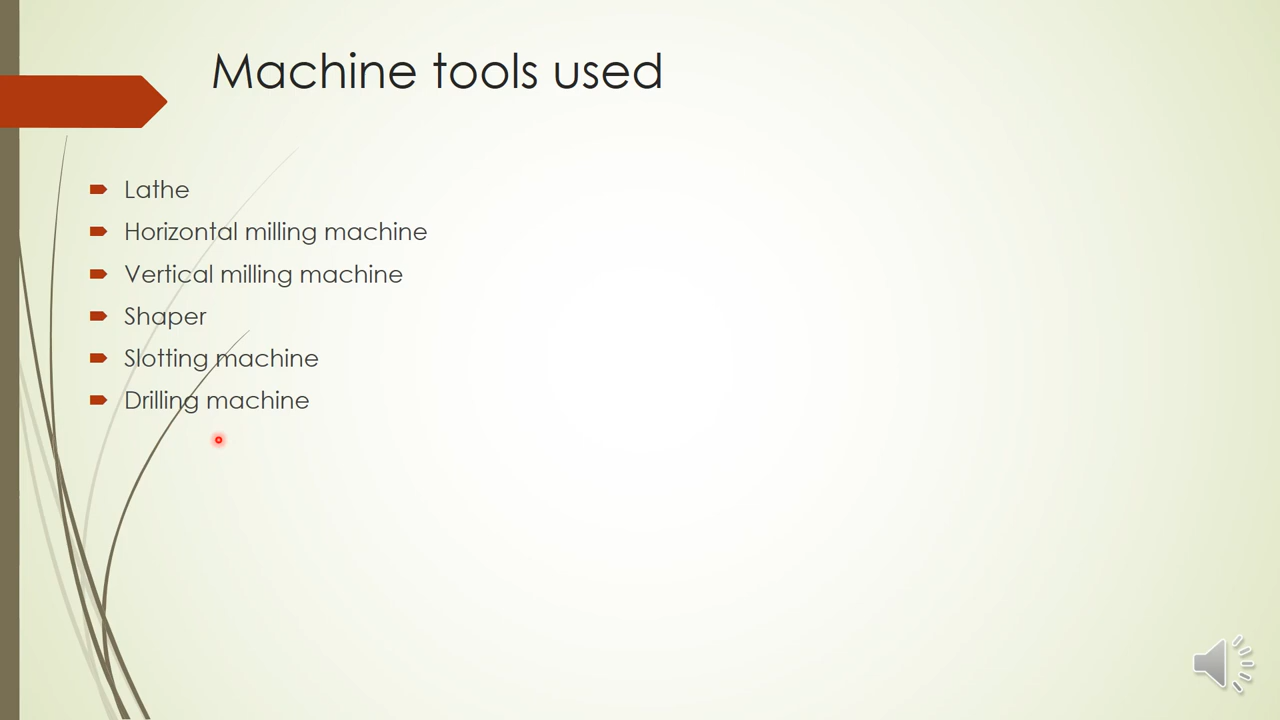 Machine tools used
Lathe
Horizontal milling machine
Vertical milling machine
Shaper
Slotting machine
Drilling machine